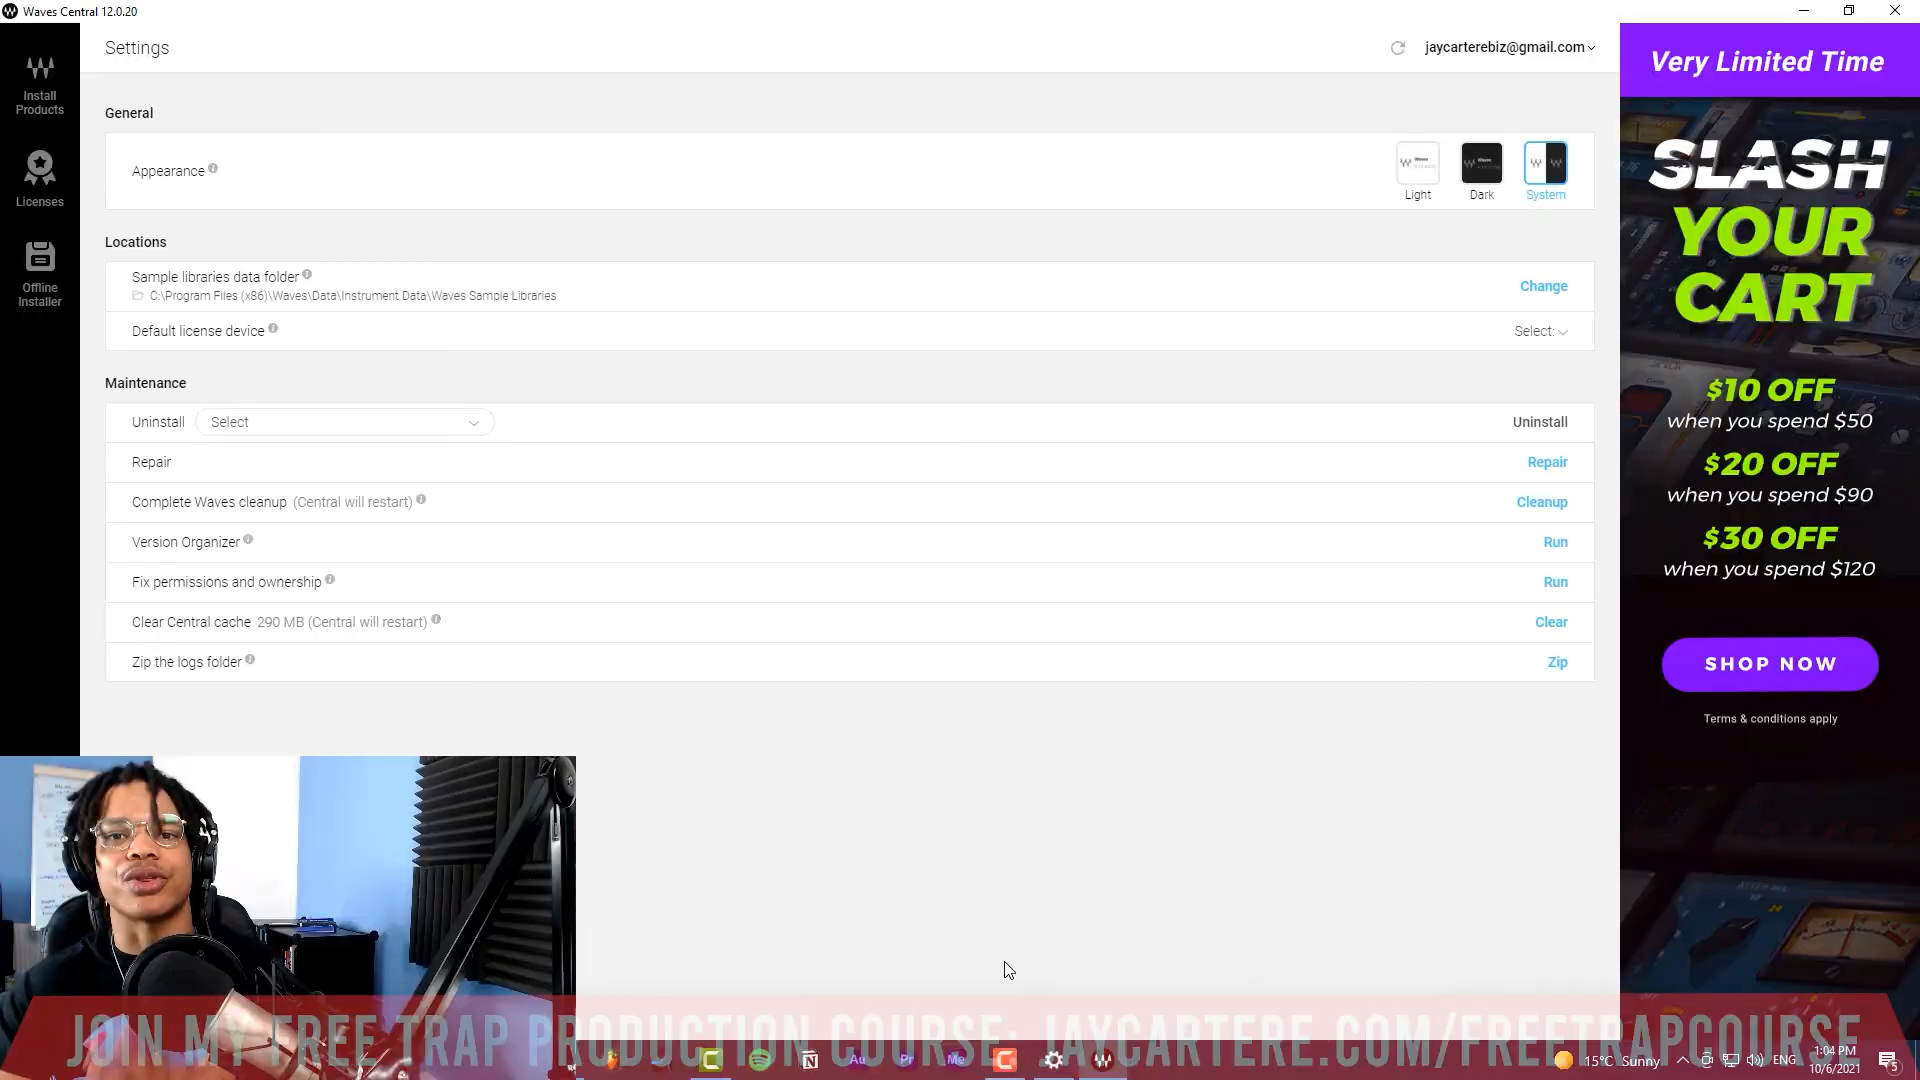 Waves Central 12.0.20
Install
Products
Licenses
Offline
Installer
Settings
jaycarterebiz@gmail.com
General
Appearance
Light
Dark
System
Locations
Sample libraries data folder
C:\Program Files (x86)\Waves\Data\Instrument Data\Waves Sample Libraries
Change
Default license device
Select:
Maintenance
Uninstall Select Uninstall
Repair Repair
Complete Waves cleanup (Central will restart) Cleanup
Version Organizer Run
Fix permissions and ownership Run
Clear Central cache 290 MB (Central will restart) Clear
Zip the logs folder Zip
Very Limited Time
SLASH
YOUR
CART
$10 OFF
when you spend $50
$20 OFF
when you spend $90
$30 OFF
when you spend $120
SHOP NOW
Terms & conditions apply
JOIN MY FREE TRAP PRODUCTION COURSE: JAYCARTERE.COM/FREETRAPCOURSE
Au
Pr
Me
15°C Sunny
ENG
1:04 PM
10/6/2021
5